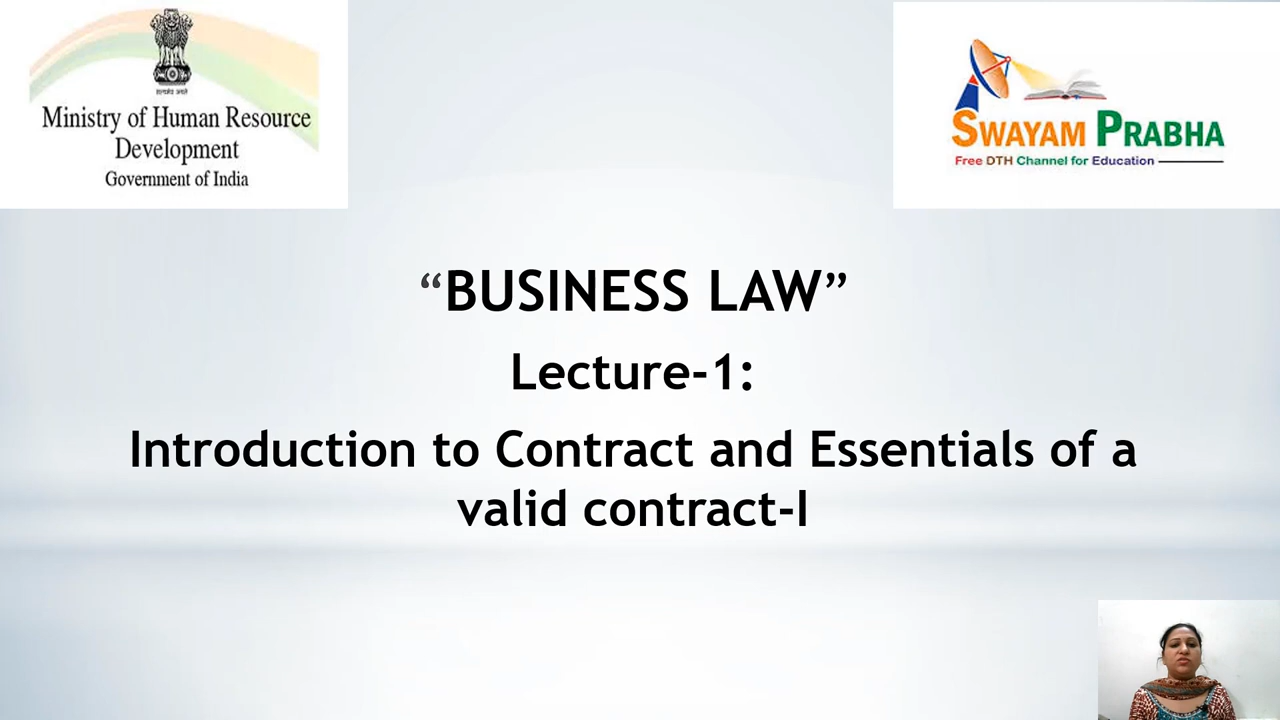 Ministry of Human Resource
Development
Government of India
SWAYAM PRABHA
Free DTH Channel for Education
“BUSINESS LAW”
Lecture-1:
Introduction to Contract and Essentials of a
valid contract-I